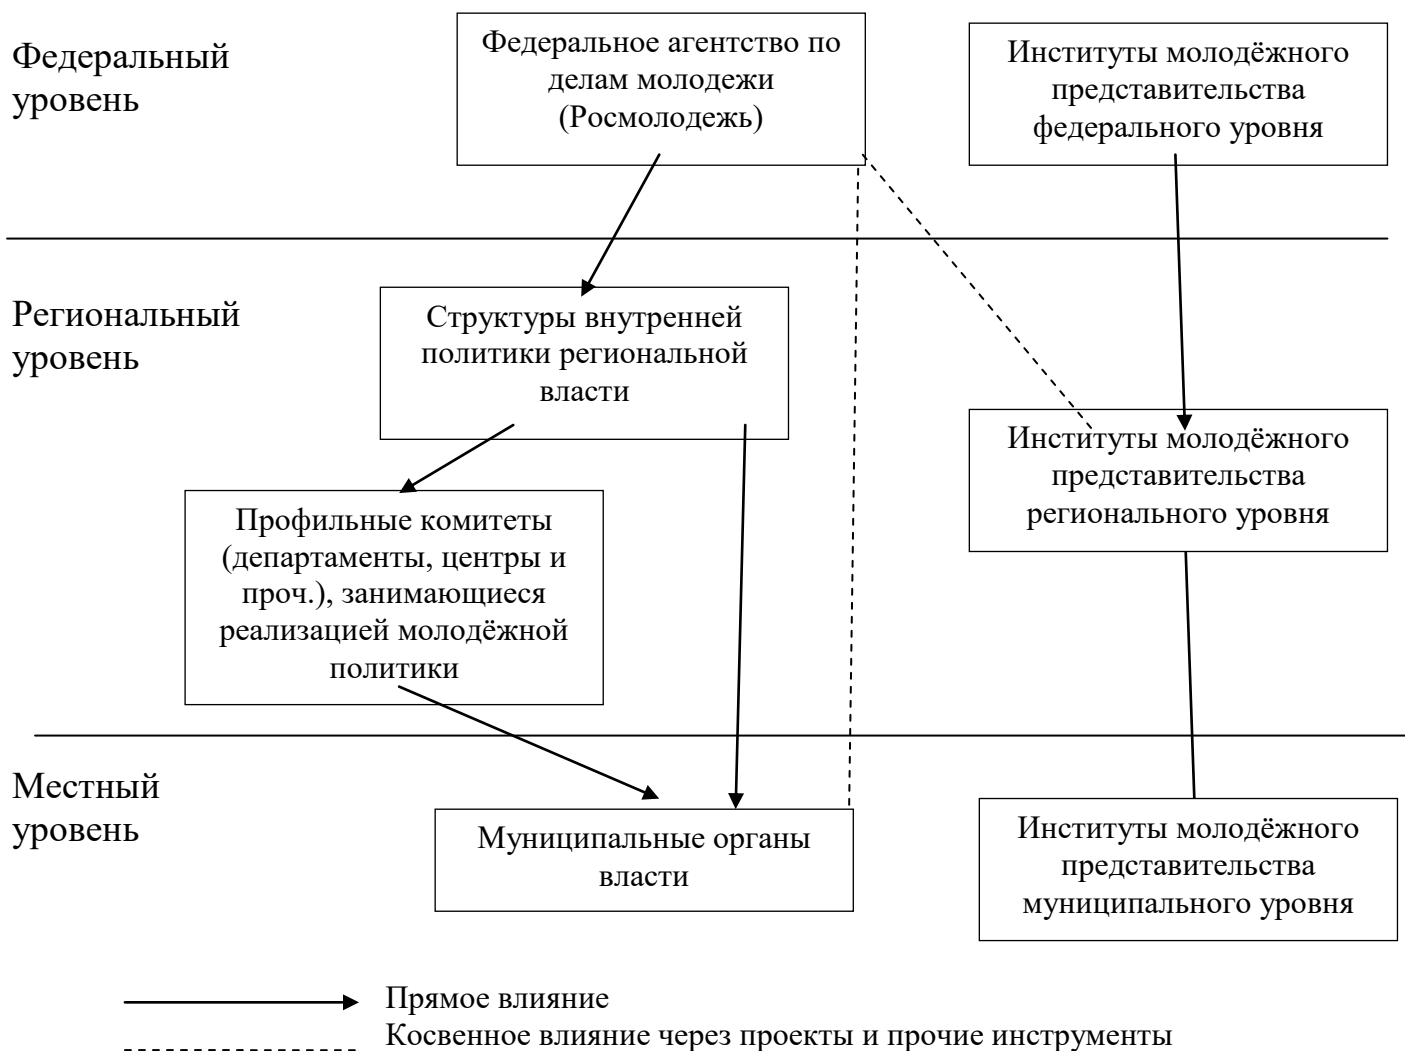 Федеральный
уровень
Федеральное агентство по
делам молодежи
(Росмолодежь)
Институты молодёжного
представительства
федерального уровня
Региональный
уровень
Структуры внутренней
политики региональной
власти
Институты молодёжного
представительства
регионального уровня
Профильные комитеты
(департаменты, центры и
проч.), занимающиеся
реализацией молодёжной
политики
Местный
уровень
Муниципальные органы
власти
Институты молодёжного
представительства
муниципального уровня
Прямое влияние
Косвенное влияние через проекты и прочие инструменты